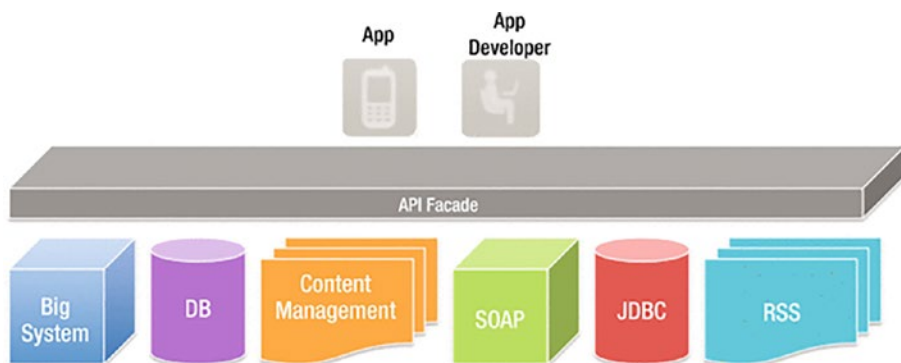 App
App
Developer
API Facade
Big
System
DB
Content
Management
SOAP
JDBC
RSS